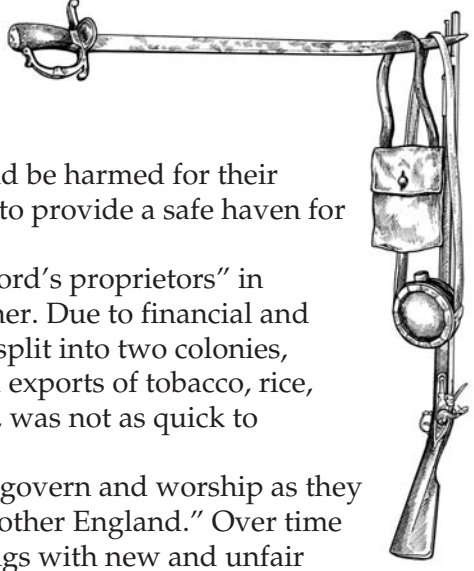 d be harmed for their
to provide a safe haven for
ord’s proprietors” in
ner. Due to financial and
split into two colonies,
exports of tobacco, rice,
, was not as quick to
govern and worship as they
other England.” Over time
gs with new and unfair